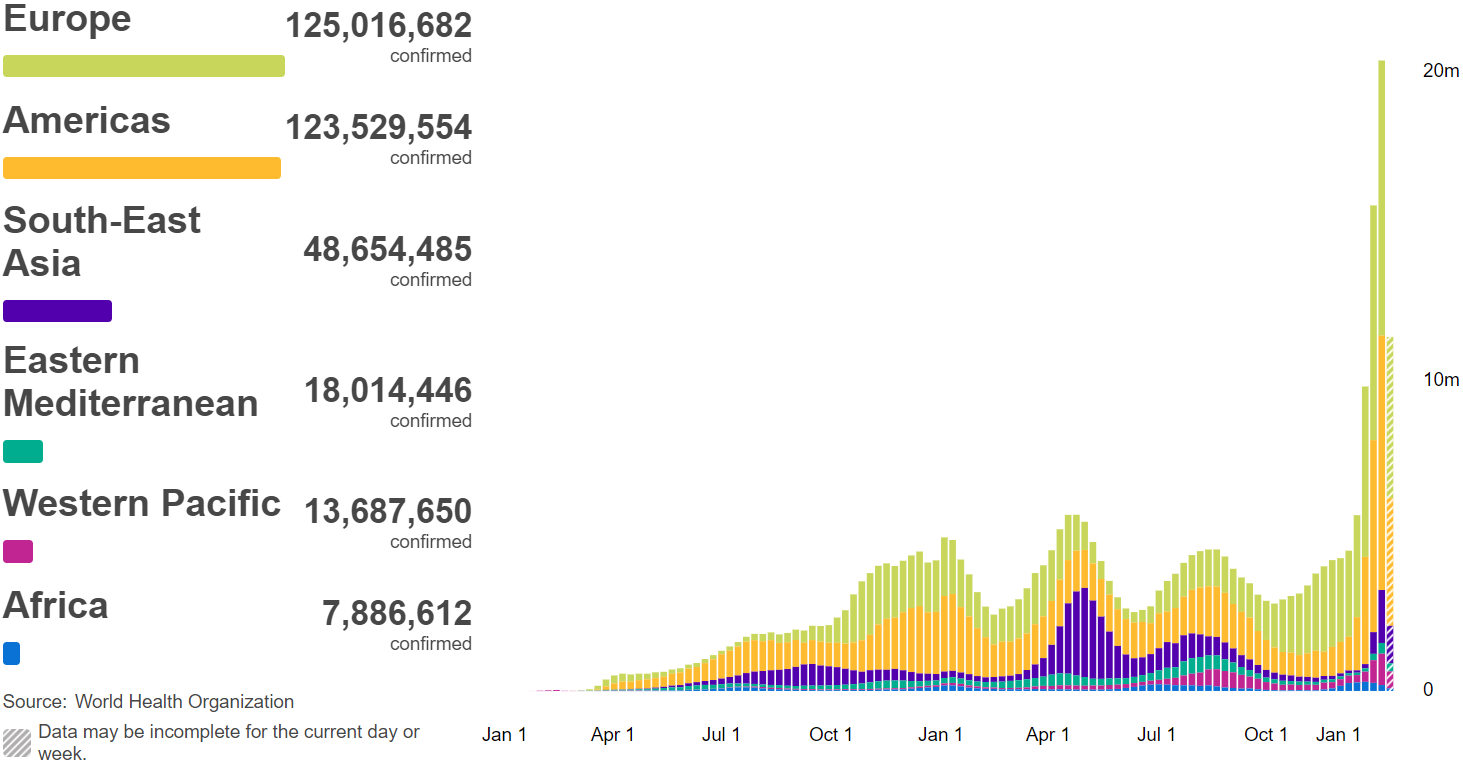 Europe
125,016,682
confirmed
Americas
123,529,554
confirmed
South-East
Asia
48,654,485
confirmed
Eastern
Mediterranean
18,014,446
confirmed
Western Pacific
13,687,650
confirmed
Africa
7,886,612
confirmed
Source: World Health Organization
Data may be incomplete for the current day or
week.
20m
10m
0
Jan 1 Apr 1 Jul 1 Oct 1 Jan 1 Apr 1 Jul 1 Oct 1 Jan 1